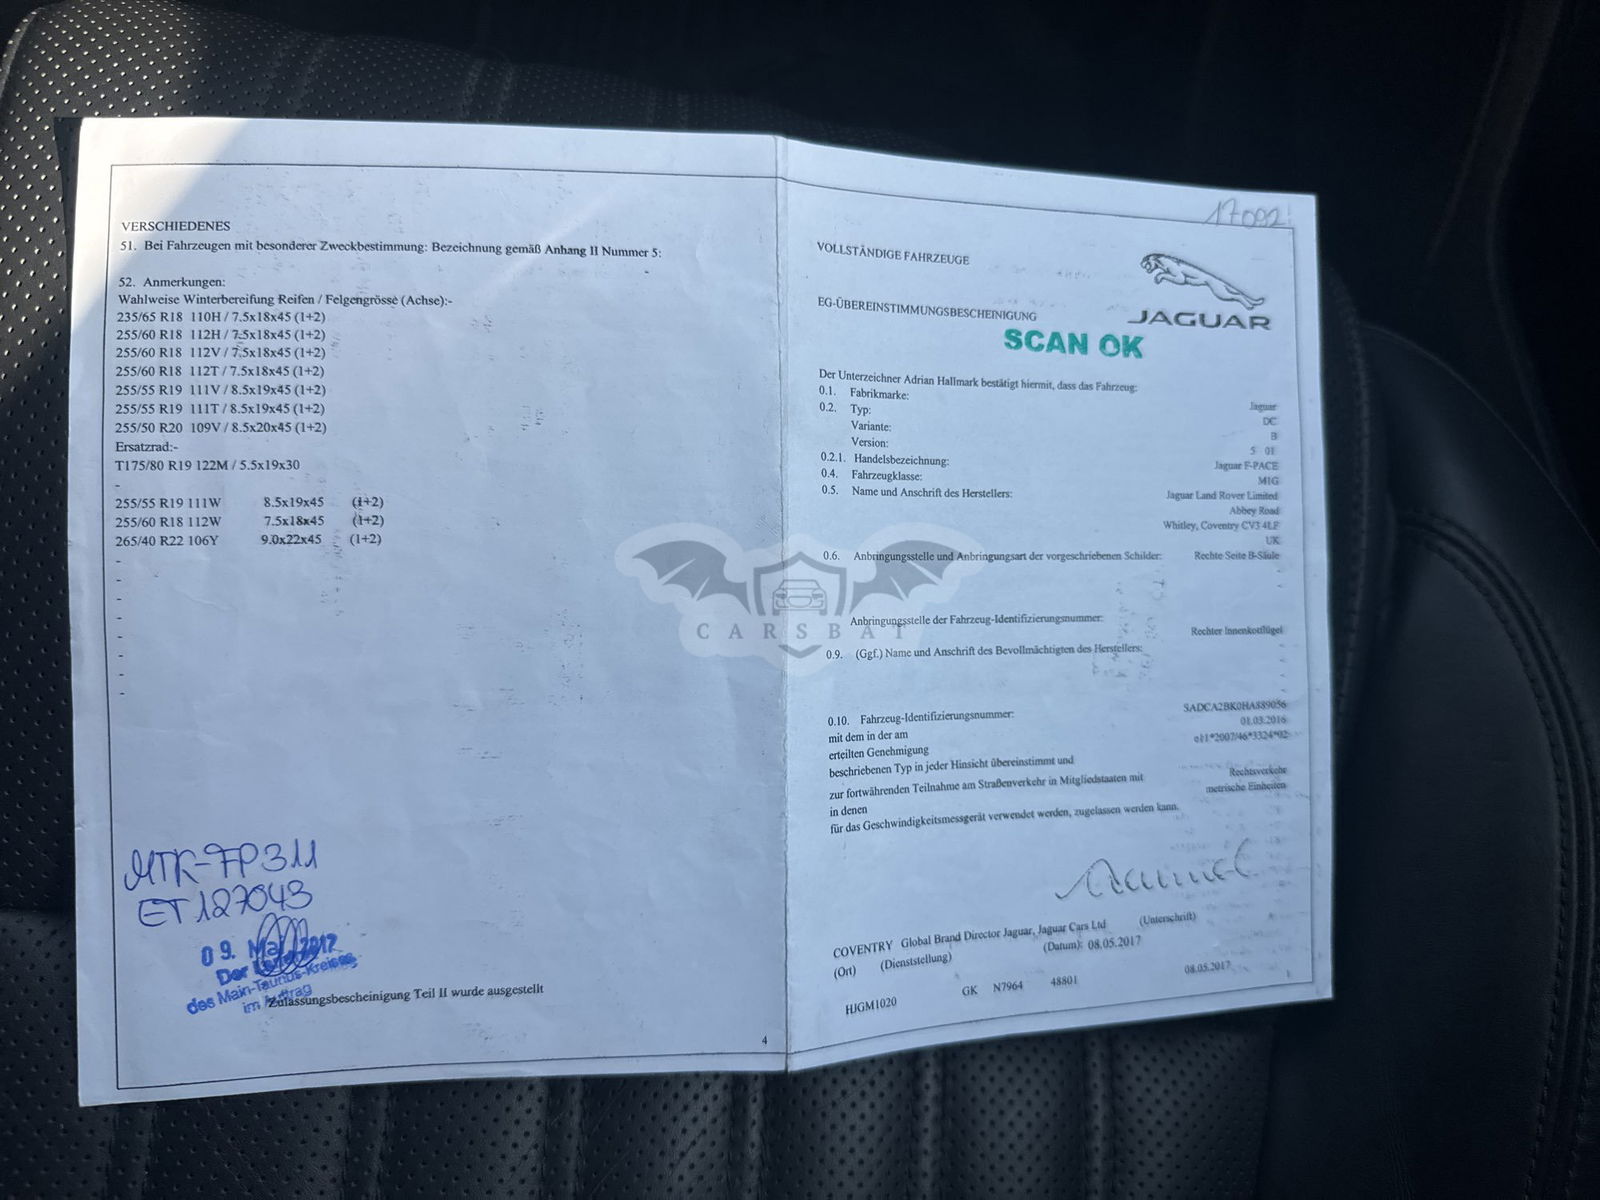 VERSCHIEDENES
51. Bei Fahrzeugen mit besonderer Zweckbestimmung: Bezeichnung gemäß Anhang II Nummer 5:
52. Anmerkungen:
Wahlweise Winterbereifung Reifen / Felgengrösse (Achse):-
235/65 R18 110H / 7.5x18x45 (1+2)
255/60 R18 112H / 7.5x18x45 (1+2)
255/60 R18 112V / 7.5x18x45 (1+2)
255/60 R18 112T / 7.5x18x45 (1+2)
255/55 R19 111V / 8.5x19x45 (1+2)
255/55 R19 111T / 8.5x19x45 (1+2)
255/50 R20 109V / 8.5x20x45 (1+2)
Ersatzrad:-
T175/80 R19 122M / 5.5x19x30
-
255/55 R19 111W 8.5x19x45 (1+2)
255/60 R18 112W 7.5x18x45 (1+2)
265/40 R22 106Y 9.0x22x45 (1+2)
-
-
-
-
-
-
-
-
MTK-FP311
ET127043
09. Mai 2017
Der
des Main-Taunus-Kreises
im Auftrag
Zulassungsbescheinigung Teil II wurde ausgestellt
4
17092
VOLLSTÄNDIGE FAHRZEUGE
JAGUAR
EG-ÜBEREINSTIMMUNGSBESCHEINIGUNG
SCAN OK
Der Unterzeichner Adrian Hallmark bestätigt hiermit, dass das Fahrzeug:
0.1. Fabrikmarke: Jaguar
0.2. Typ: DC
Variante: B
Version: 5 01
0.2.1. Handelsbezeichnung: Jaguar F-PACE
0.4. Fahrzeugklasse: M1G
0.5. Name und Anschrift des Herstellers: Jaguar Land Rover Limited
Abbey Road
Whitley, Coventry CV3 4LF
UK
0.6. Anbringungsstelle und Anbringungsart der vorgeschriebenen Schilder: Rechte Seite B-Säule
CARSBAT
Anbringungsstelle der Fahrzeug-Identifizierungsnummer: Rechter Innenkotflügel
0.9. (Ggf.) Name und Anschrift des Bevollmächtigten des Herstellers:
0.10. Fahrzeug-Identifizierungsnummer: SADCA2BK0HA889056
mit dem in der am 01.03.2016
erteilten Genehmigung e11*2007/46*3324*02
beschriebenen Typ in jeder Hinsicht übereinstimmt und
zur fortwährenden Teilnahme am Straßenverkehr in Mitgliedstaaten mit Rechtsverkehr
in denen metrische Einheiten
für das Geschwindigkeitsmessgerät verwendet werden, zugelassen werden kann.
COVENTRY Global Brand Director Jaguar, Jaguar Cars Ltd (Unterschrift)
(Ort) (Dienststellung) (Datum): 08.05.2017
HJGM1020 GK N7964 48801 08.05.2017